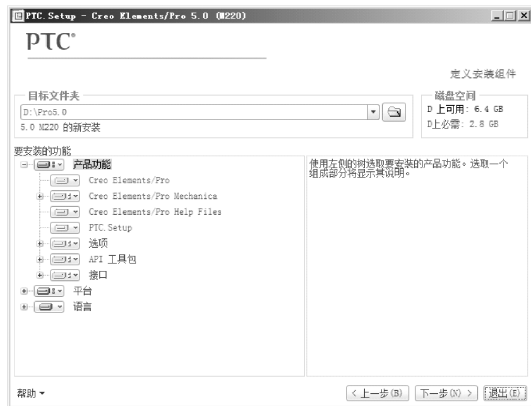 PTC.Setup - Creo Elements/Pro 5.0 (M220)
PTC®
定义安装组件
目标文件夹
磁盘空间
D:\Pro5.0
D 上可用: 6.4 GB
5.0 M220 的新安装
D上必需: 2.8 GB
要安装的功能
产品功能
使用左侧的树选取要安装的产品功能。选取一个
组成部分将显示其说明。
Creo Elements/Pro
Creo Elements/Pro Mechanica
Creo Elements/Pro Help Files
PTC.Setup
选项
API 工具包
接口
平台
语言
帮助
< 上一步(B)
下一步(N) >
退出(E)